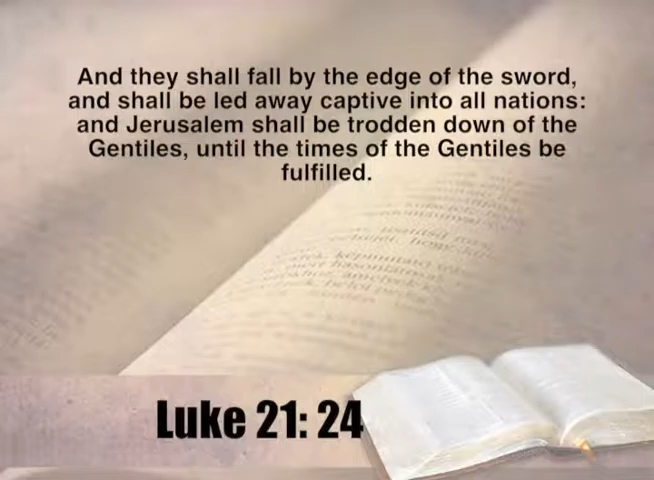 And they shall fall by the edge of the sword,
and shall be led away captive into all nations:
and Jerusalem shall be trodden down of the
Gentiles, until the times of the Gentiles be
fulfilled.
Luke 21: 24